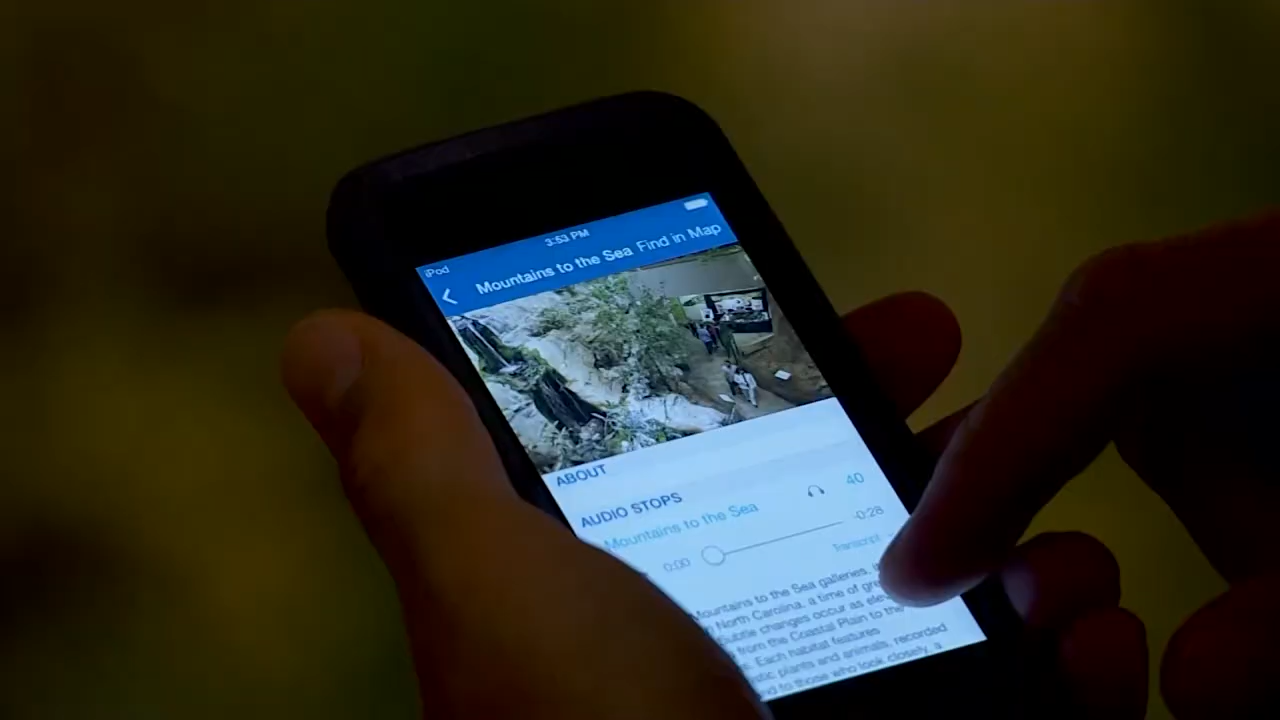 iPod 3:53 PM
Mountains to the Sea Find in Map
ABOUT
AUDIO STOPS
Mountains to the Sea 40
0:00 -0:28
Transcript
Mountains to the Sea galleries,
North Carolina, a time of
subtle changes occur as
from the Coastal Plain to the
Each habitat features
plants and animals, recorded
to those who look closely, a